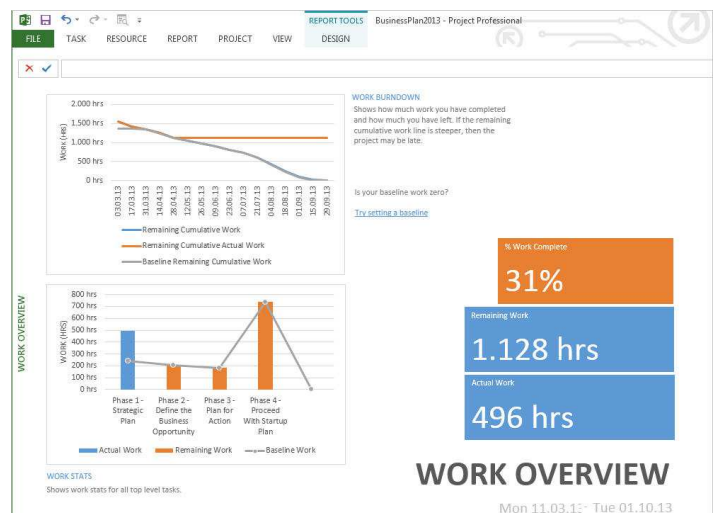 REPORT TOOLS BusinessPlan2013 - Project Professional
FILE TASK RESOURCE REPORT PROJECT VIEW DESIGN
WORK OVERVIEW
2.000 hrs
1.500 hrs
1.000 hrs
500 hrs
0 hrs
WORK (HRS)
03.03.13
17.03.13
31.03.13
14.04.13
28.04.13
12.05.13
26.05.13
09.06.13
23.06.13
07.07.13
21.07.13
04.08.13
18.08.13
01.09.13
15.09.13
29.09.13
Remaining Cumulative Work
Remaining Cumulative Actual Work
Baseline Remaining Cumulative Work
WORK BURNDOWN
Shows how much work you have completed
and how much you have left. If the remaining
cumulative work line is steeper, then the
project may be late.
Is your baseline work zero?
Try setting a baseline
% Work Complete
31%
Remaining Work
1.128 hrs
Actual Work
496 hrs
800 hrs
700 hrs
600 hrs
500 hrs
400 hrs
300 hrs
200 hrs
100 hrs
0 hrs
WORK (HRS)
Phase 1 -
Strategic
Plan
Phase 2 -
Define the
Business
Opportunity
Phase 3 -
Plan for
Action
Phase 4 -
Proceed
With Startup
Plan
Actual Work Remaining Work Baseline Work
WORK STATS
Shows work stats for all top level tasks.
WORK OVERVIEW
Mon 11.03.13- Tue 01.10.13